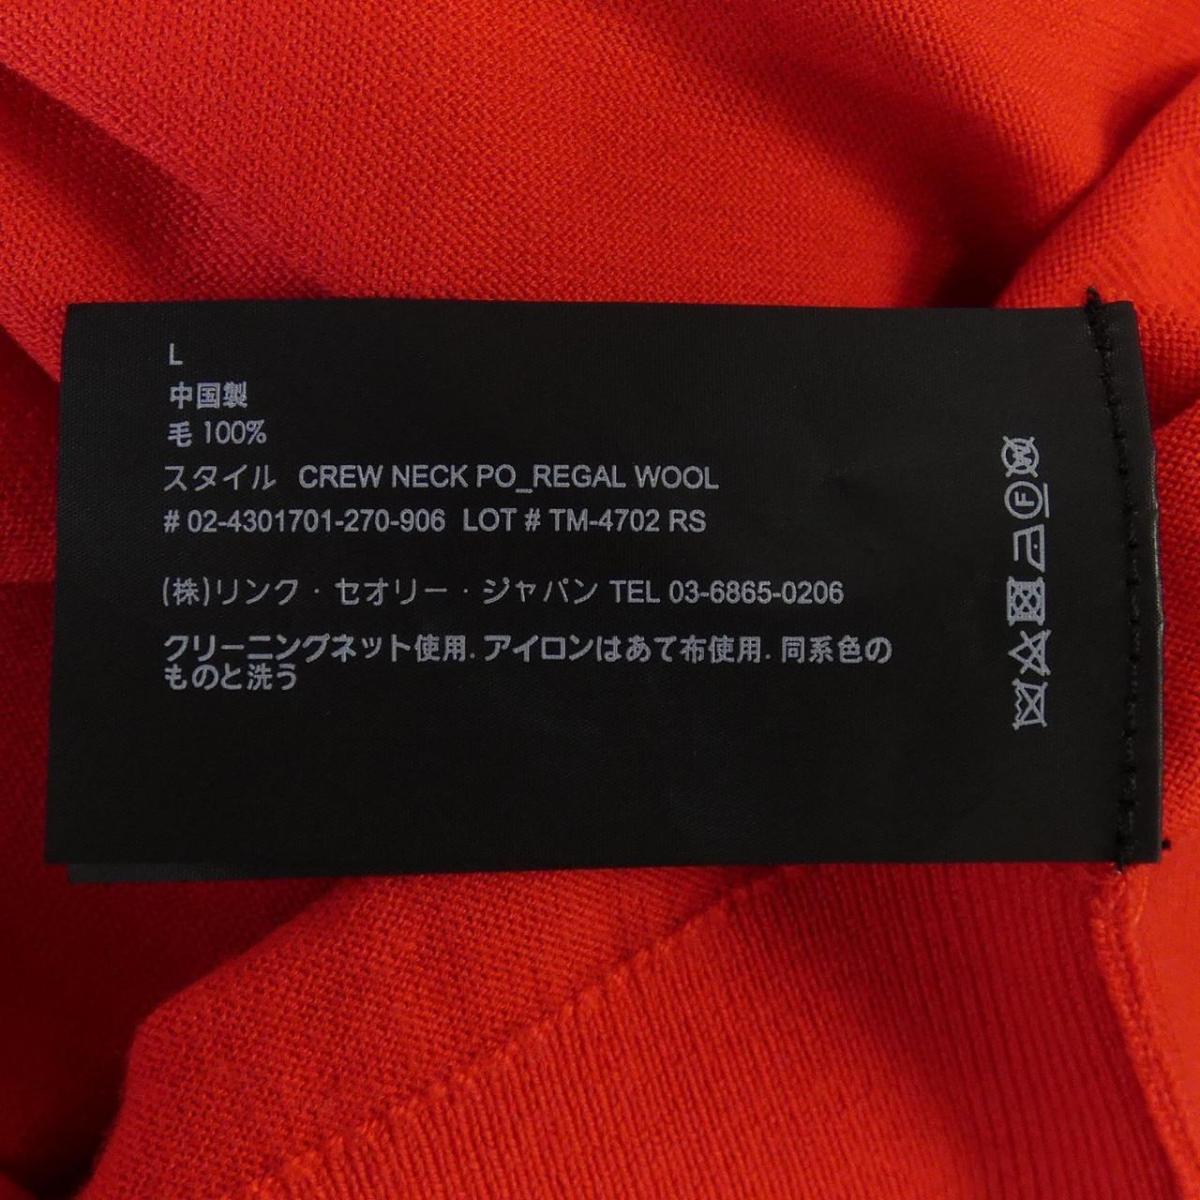 L
中国製
毛 100%
スタイル CREW NECK PO_REGAL WOOL
# 02-4301701-270-906 LOT # TM-4702 RS
(株)リンク・セオリー・ジャパン TEL 03-6865-0206
クリーニングネット使用. アイロンはあて布使用. 同系色の
ものと洗う
W
F